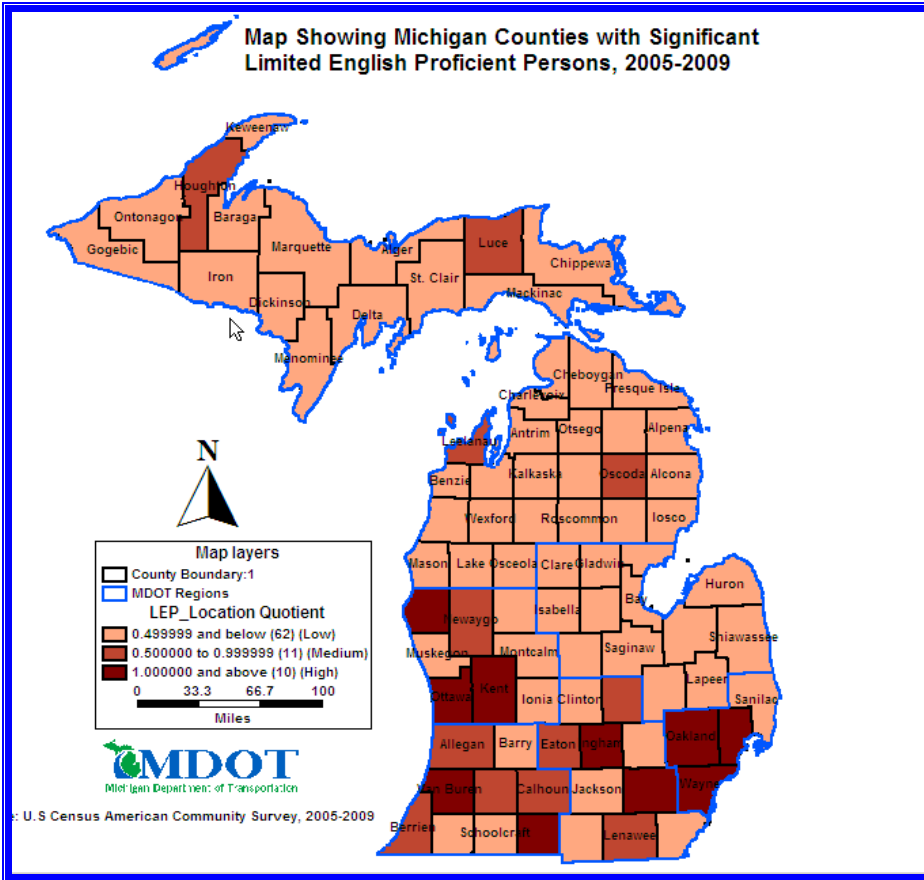 Map Showing Michigan Counties with Significant
Limited English Proficient Persons, 2005-2009
Keweenaw
Houghton
Ontonagon
Baraga
Gogebic
Marquette
Alger
Luce
Chippewa
Iron
St. Clair
Mackinac
Dickinson
Delta
Menominee
Cheboygan
Presque Isle
Charlevoix
Antrim
Otsego
Alpena
Leelanau
N
Benzie
Kalkaska
Oscoda
Alcona
Wexford
Roscommon
Iosco
Map layers
County Boundary:1
MDOT Regions
LEP_Location Quotient
0.499999 and below (62) (Low)
0.500000 to 0.999999 (11) (Medium)
1.000000 and above (10) (High)
0 33.3 66.7 100
Miles
Mason
Lake
Osceola
Clare
Gladwin
Huron
Bay
Newaygo
Isabella
Shiawassee
Muskegon
Montcalm
Saginaw
Lapeer
Sanilac
Ottawa
Kent
Ionia
Clinton
Oakland
Allegan
Barry
Eaton
Ingham
Wayne
Van Buren
Calhoun
Jackson
Berrien
Schoolcraft
Lenawee
MDOT
Michigan Department of Transportation
e: U.S Census American Community Survey, 2005-2009